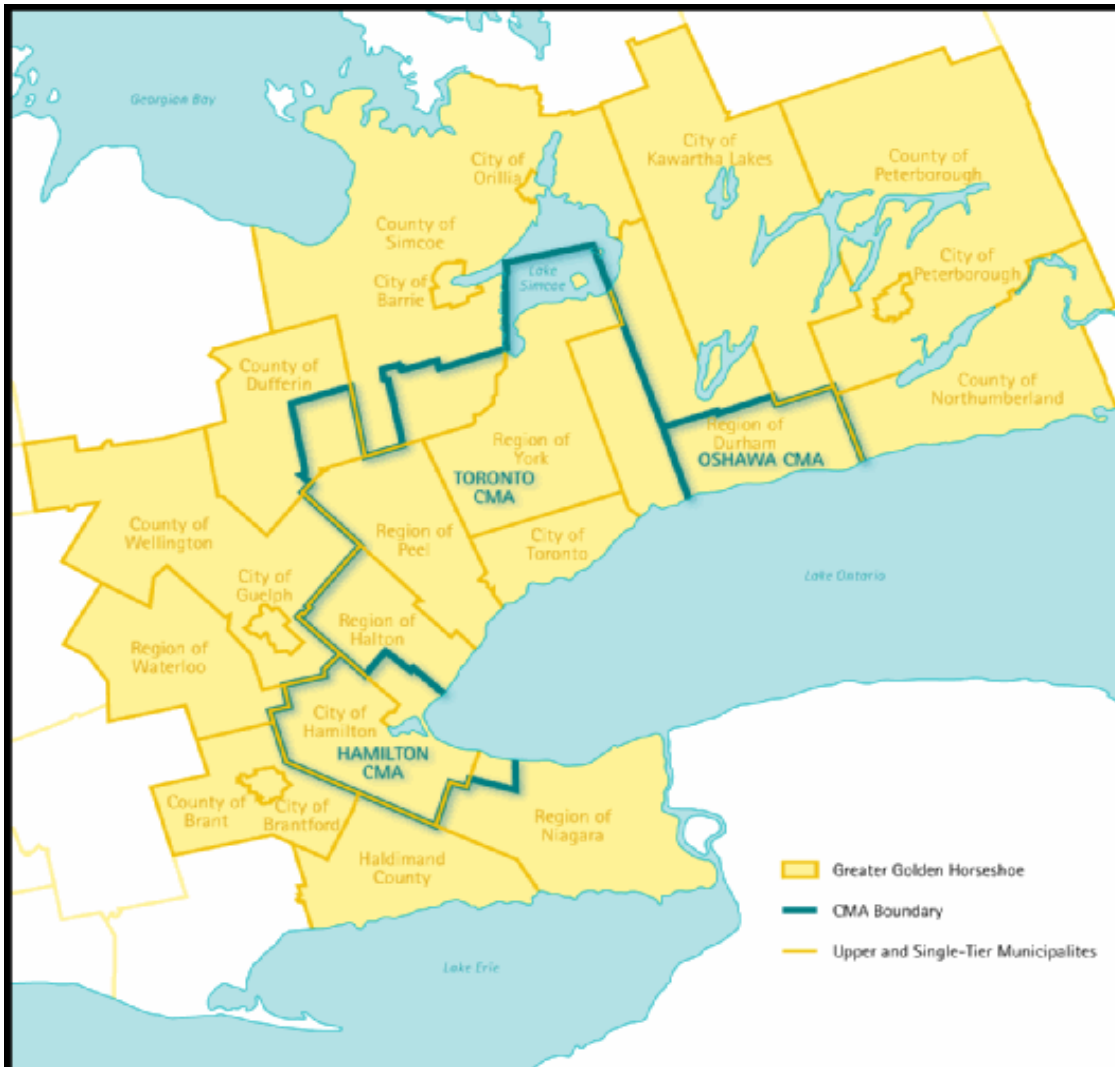 Georgian Bay
City of
Orillia
City of
Kawartha Lakes
County of
Peterborough
County of
Simcoe
City of
Barrie
Lake
Simcoe
City of
Peterborough
County of
Dufferin
County of
Northumberland
Region of
York
Region of
Durham
TORONTO
CMA
OSHAWA CMA
County of
Wellington
Region of
Peel
City of
Toronto
City of
Guelph
Lake Ontario
Region of
Halton
Region of
Waterloo
City of
Hamilton
HAMILTON
CMA
County of
Brant
City of
Brantford
Region of
Niagara
Haldimand
County
Lake Erie
Greater Golden Horseshoe
CMA Boundary
Upper and Single-Tier Municipalites